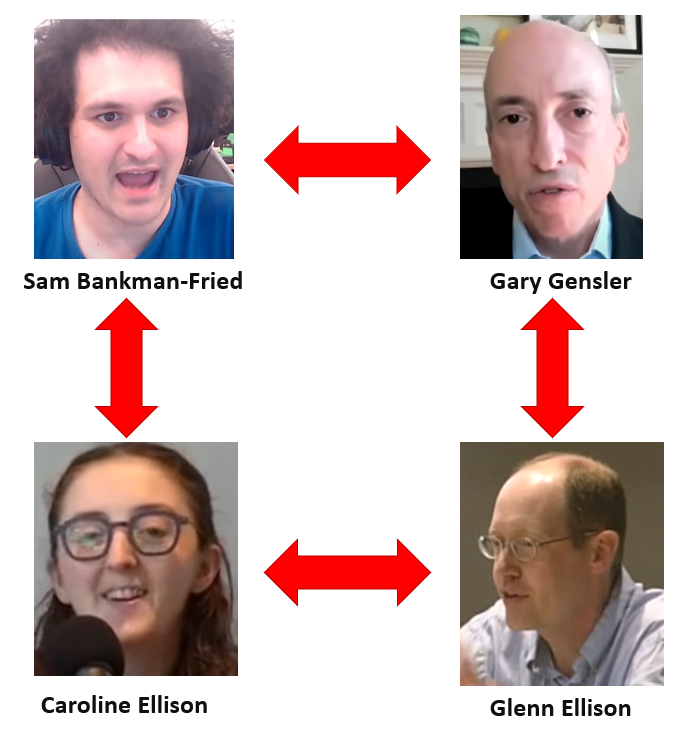 Sam Bankman-Fried
Gary Gensler
Caroline Ellison
Glenn Ellison